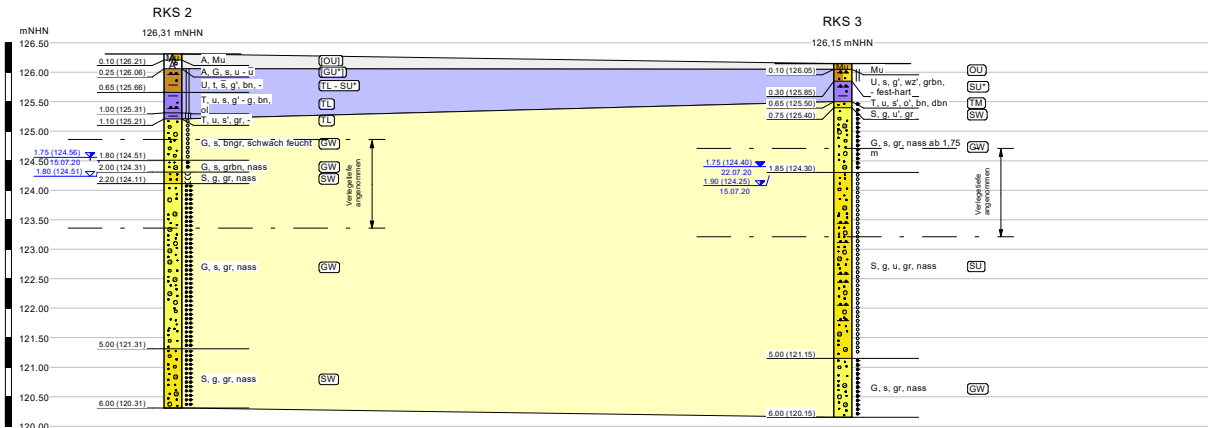 RKS 2
126,31 mNHN
mNHN
126.50
126.00
125.50
125.00
124.50
124.00
123.50
123.00
122.50
122.00
121.50
121.00
120.50
120.00
0.10 (126.21)
0.25 (126.06)
0.65 (125.66)
1.00 (125.31)
1.10 (125.21)
1.80 (124.51)
2.00 (124.31)
2.20 (124.11)
5.00 (121.31)
6.00 (120.31)
1.75 (124.56)
15.07.20
1.80 (124.51)
A, Mu
[OU]
A, G, s, u - ū
[GU*]
U, t, s̄, g', bn, -
TL - SU*
T, u, s, g' - g, bn,
ol
TL
T, u, s', gr, -
TL
G, s, bngr, schwach feucht
GW
G, s, grbn, nass
GW
S, g, gr, nass
SW
G, s, gr, nass
GW
S, g, gr, nass
SW
Verlegetiefe
angenommen
RKS 3
126,15 mNHN
Mu
0.10 (126.05)
0.30 (125.85)
0.65 (125.50)
0.75 (125.40)
1.85 (124.30)
5.00 (121.15)
6.00 (120.15)
1.75 (124.40)
22.07.20
1.90 (124.25)
15.07.20
Mu
OU
U, s, g', wz', grbn,
- fest-hart
SU*
T, u, s', o', bn, dbn
TM
S, g, u', gr
SW
G, s, gr, nass ab 1,75
m
GW
S, g, u, gr, nass
SU
G, s, gr, nass
GW
Verlegetiefe
angenommen